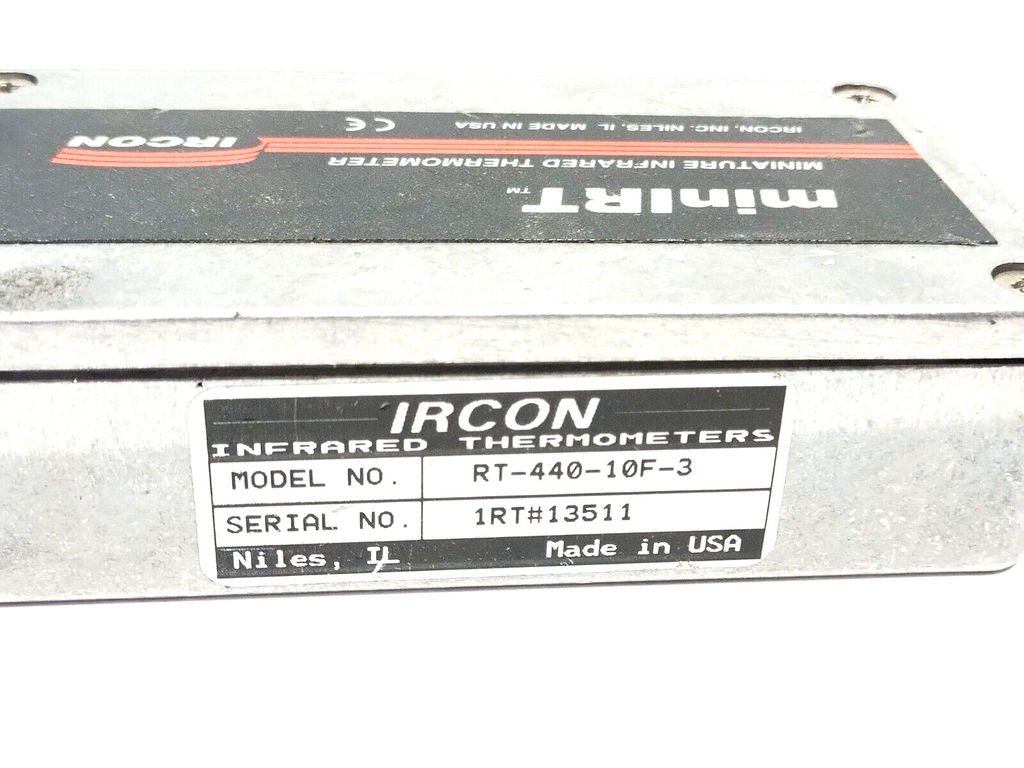 IRCON, INC. NILES, IL MADE IN USA CE
IRCON
MINIATURE INFRARED THERMOMETER
miniRT™
IRCON
INFRARED THERMOMETERS
MODEL NO. RT-440-10F-3
SERIAL NO. 1RT#13511
Niles, IL Made in USA